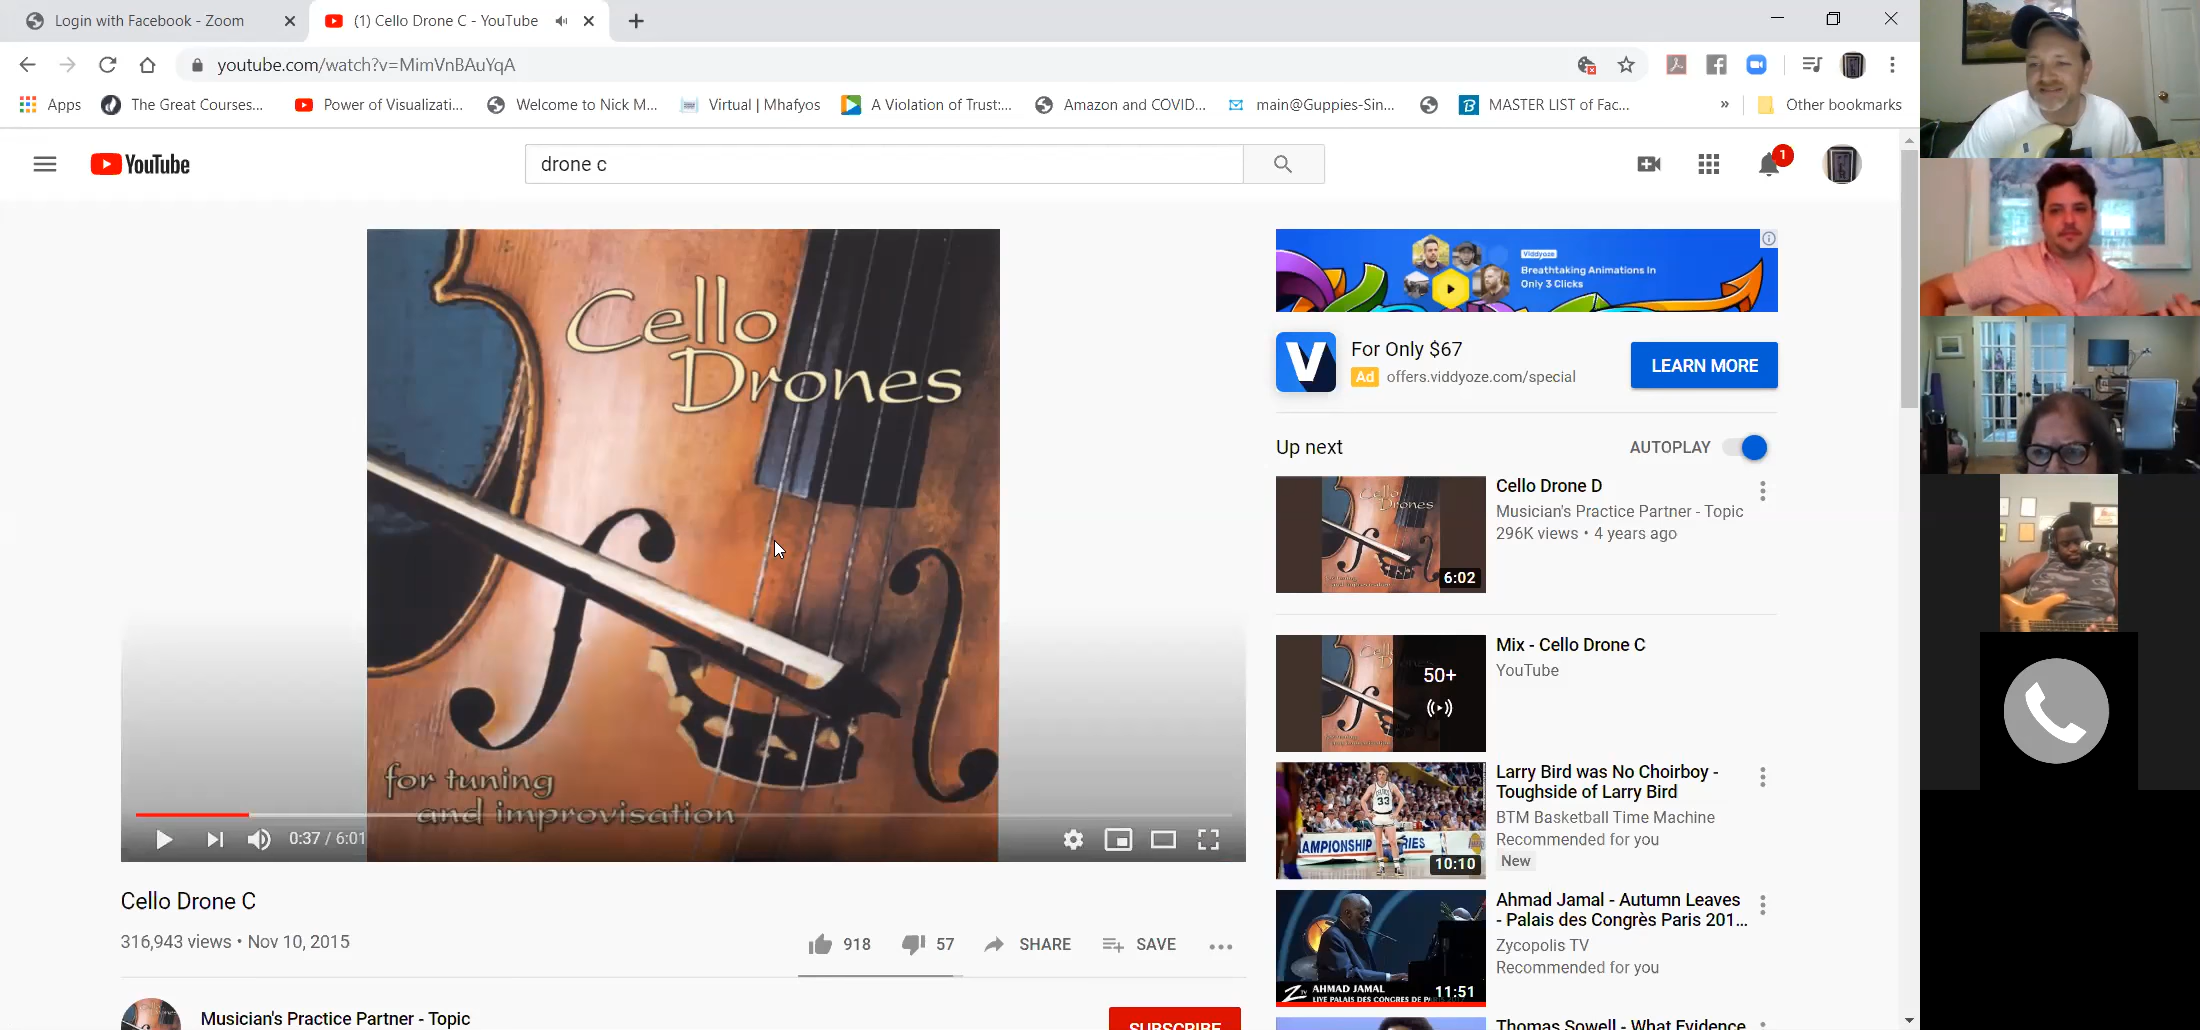 Login with Facebook - Zoom
(1) Cello Drone C - YouTube
youtube.com/watch?v=MimVnBAuYqA
Apps
The Great Courses...
Power of Visualizati...
Welcome to Nick M...
Virtual | Mhafyos
A Violation of Trust:...
Amazon and COVID...
main@Guppies-Sin...
MASTER LIST of Fac...
»
Other bookmarks
YouTube
drone c
1
Cello
Drones
for tuning
and improvisation
0:37 / 6:01
Cello Drone C
316,943 views • Nov 10, 2015
918
57
SHARE
SAVE
Musician's Practice Partner - Topic
SUBSCRIBE
Viddyoze
Breathtaking Animations In
Only 3 Clicks
V
For Only $67
Ad offers.viddyoze.com/special
LEARN MORE
Up next
AUTOPLAY
Cello
Drones
6:02
Cello Drone D
Musician's Practice Partner - Topic
296K views • 4 years ago
50+
Mix - Cello Drone C
YouTube
33
10:10
Larry Bird was No Choirboy -
Toughside of Larry Bird
BTM Basketball Time Machine
Recommended for you
New
AHMAD JAMAL
11:51
Ahmad Jamal - Autumn Leaves
- Palais des Congrès Paris 201...
Zycopolis TV
Recommended for you
Thomas Sowell - What Evidence